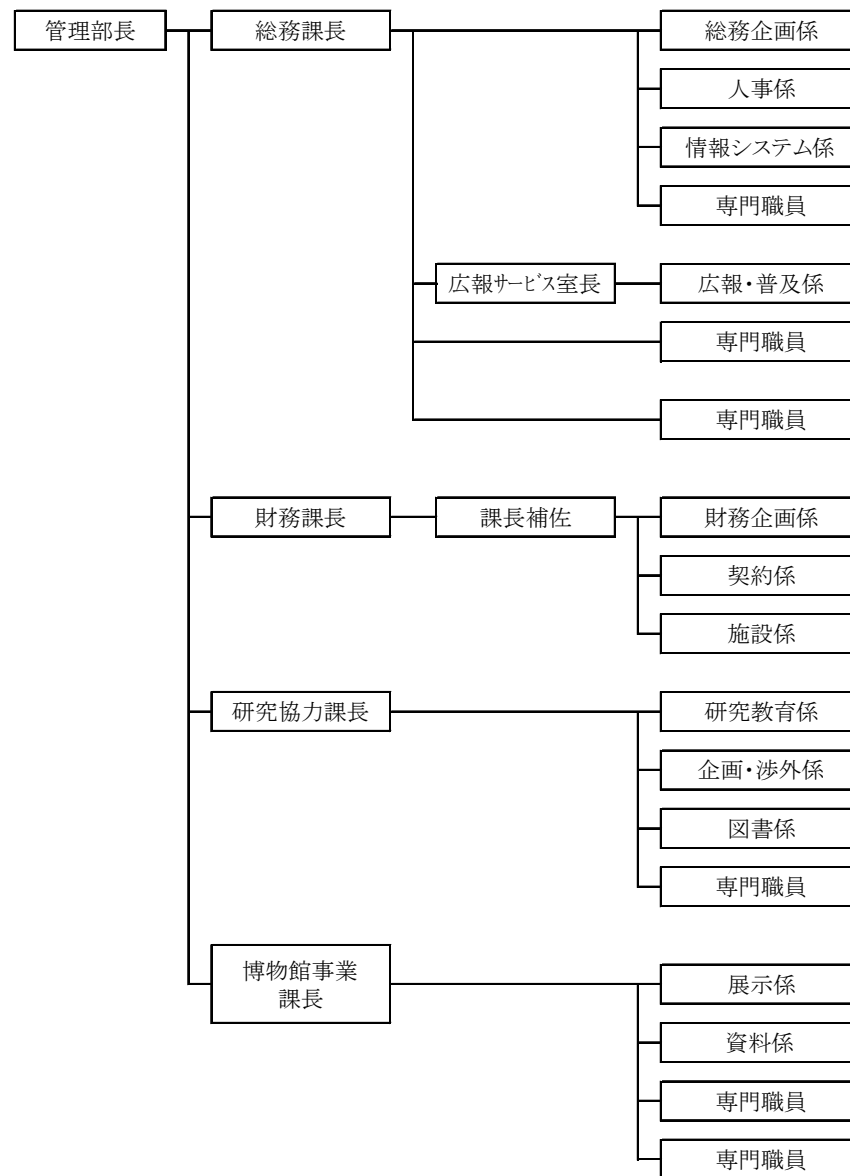 管理部長
総務課長
総務企画係
人事係
情報システム係
専門職員
広報ｻｰﾋﾞｽ室長
広報・普及係
専門職員
専門職員
財務課長
課長補佐
財務企画係
契約係
施設係
研究協力課長
研究教育係
企画・渉外係
図書係
専門職員
博物館事業
課長
展示係
資料係
専門職員
専門職員